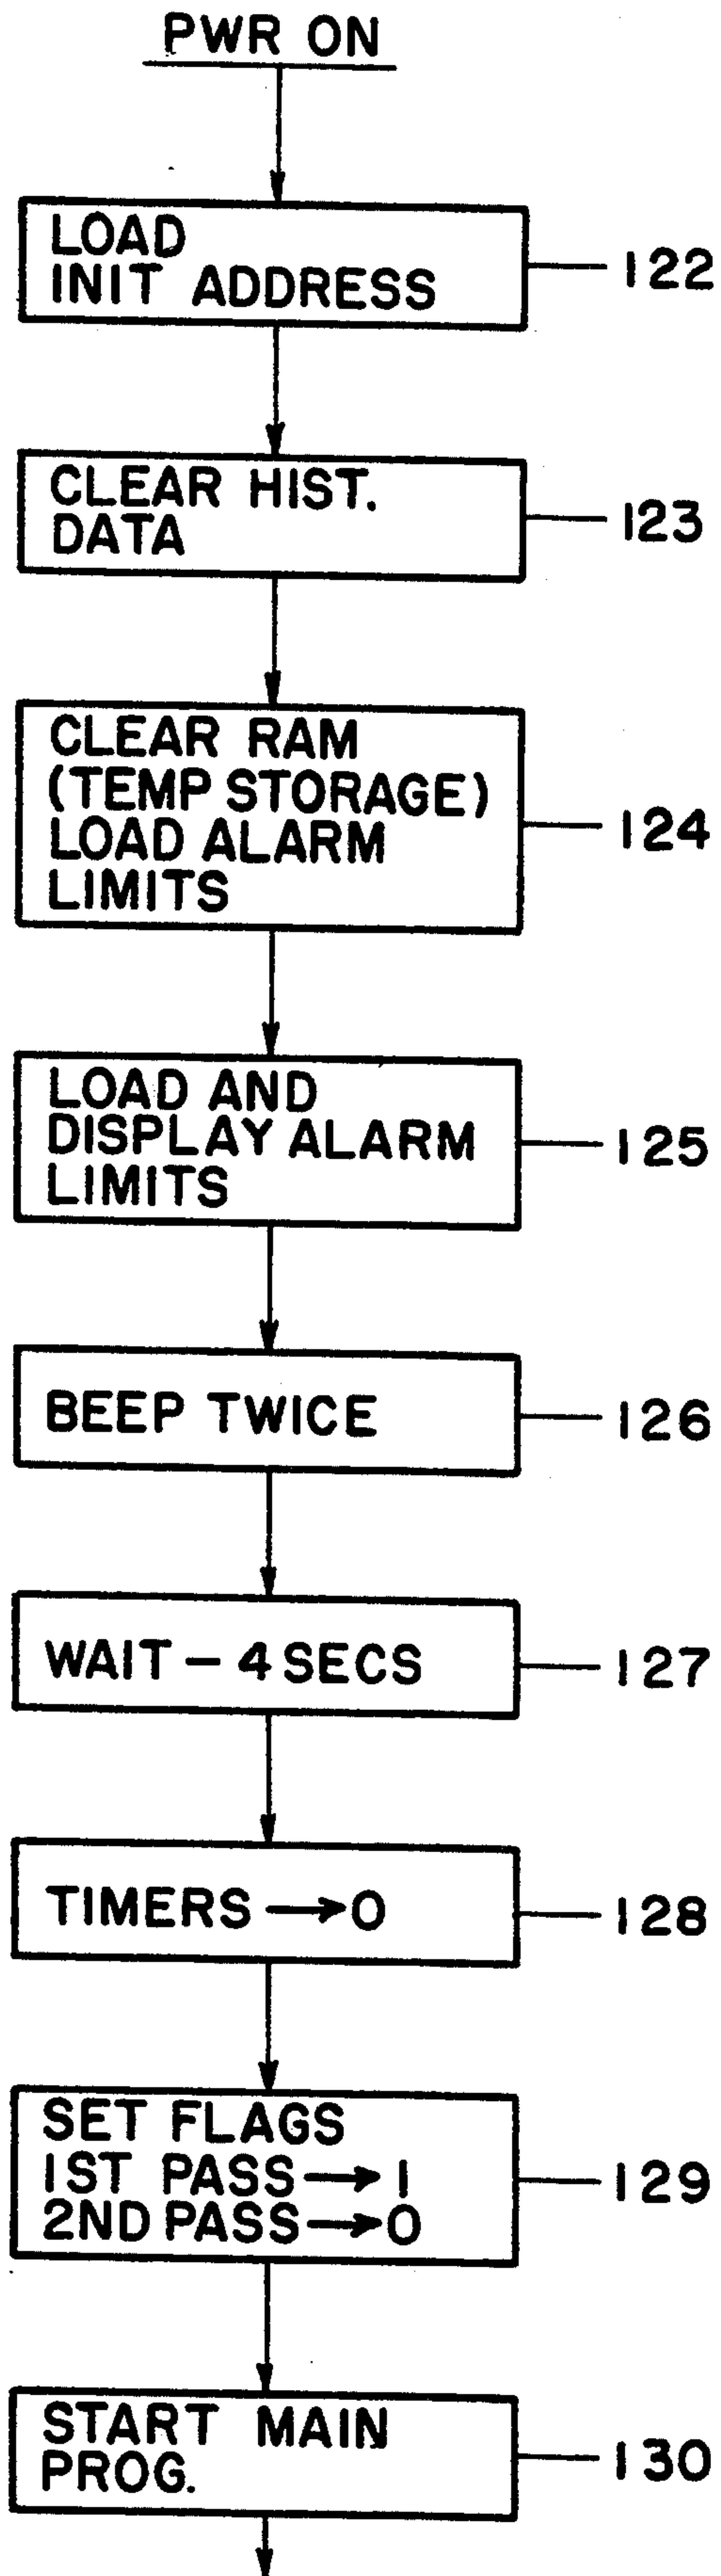 PWR ON
LOAD
INIT ADDRESS
122
CLEAR HIST.
DATA
123
CLEAR RAM
(TEMP STORAGE)
LOAD ALARM
LIMITS
124
LOAD AND
DISPLAY ALARM
LIMITS
125
BEEP TWICE
126
WAIT – 4 SECS
127
TIMERS → 0
128
SET FLAGS
1ST PASS → 1
2ND PASS → 0
129
START MAIN
PROG.
130